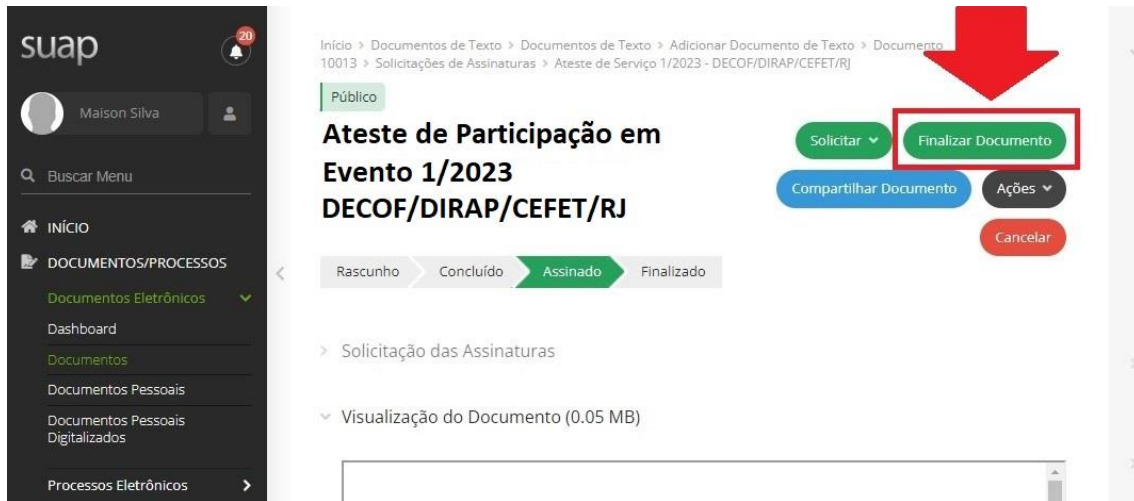 suap
20
Maison Silva
Buscar Menu
INÍCIO
DOCUMENTOS/PROCESSOS
Documentos Eletrônicos
Dashboard
Documentos
Documentos Pessoais
Documentos Pessoais
Digitalizados
Processos Eletrônicos
Início > Documentos de Texto > Documentos de Texto > Adicionar Documento de Texto > Documento
10013 > Solicitações de Assinaturas > Ateste de Serviço 1/2023 - DECOF/DIRAP/CEFET/RJ
Público
Ateste de Participação em
Evento 1/2023
DECOF/DIRAP/CEFET/RJ
Solicitar
Finalizar Documento
Compartilhar Documento
Ações
Cancelar
Rascunho
Concluído
Assinado
Finalizado
Solicitação das Assinaturas
Visualização do Documento (0.05 MB)